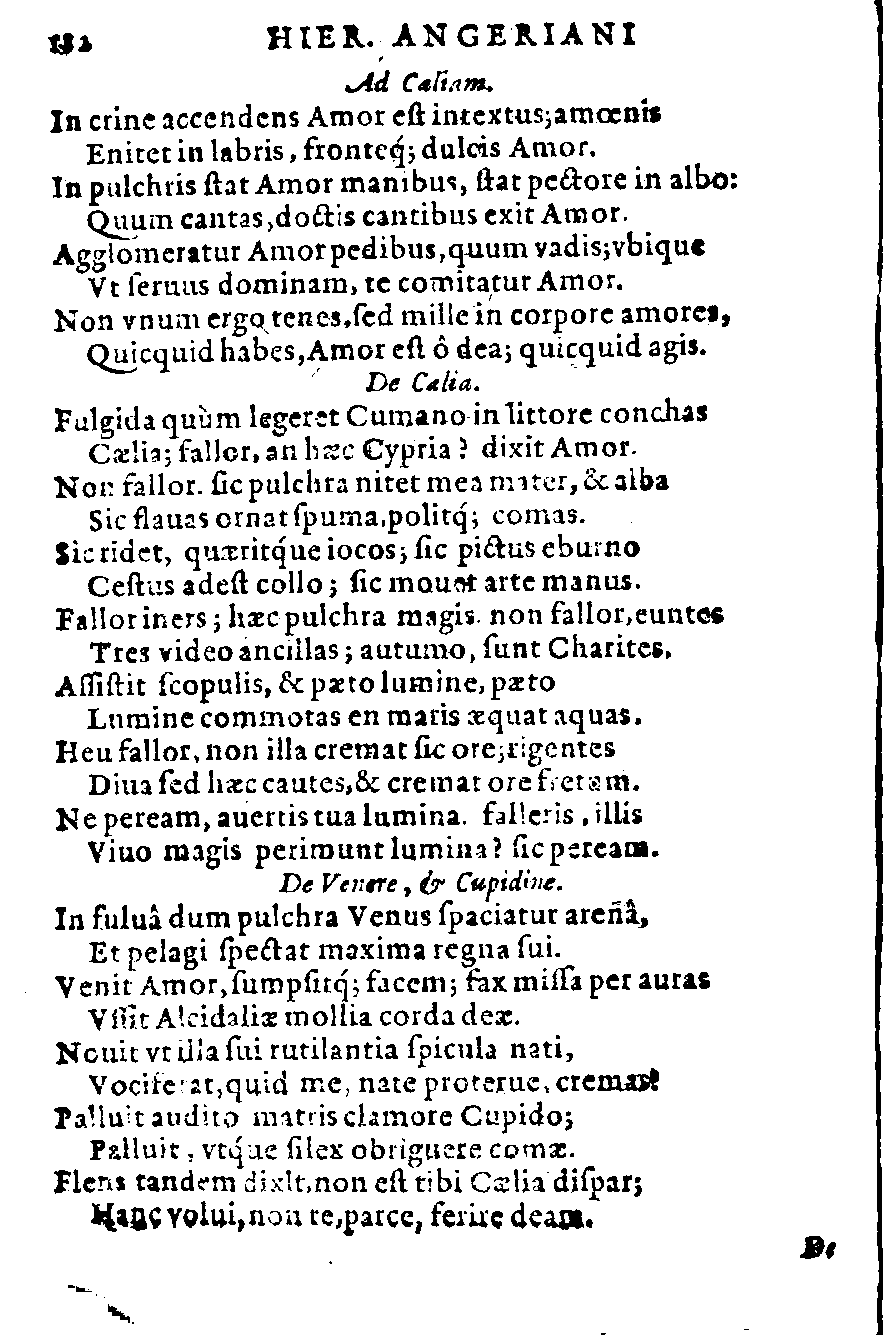 132 HIER. ANGERIANI
Ad Cæliam.
In crine accendens Amor eſt intextus; amœnis
Enitet in labris, fronteq́; dulcis Amor.
In pulchris ſtat Amor manibus, ſtat pectore in albo:
Quum cantas, doctis cantibus exit Amor.
Agglomeratur Amor pedibus, quum vadis; vbique
Vt ſeruus dominam, te comitatur Amor.
Non vnum ergo tenes, ſed mille in corpore amores,
Quicquid habes, Amor eſt ô dea; quicquid agis.
De Cælia.
Fulgida quùm legeret Cumano in littore conchas
Cælia; fallor, an hæc Cypria? dixit Amor.
Non fallor. ſic pulchra nitet mea mater, & alba
Sic flauas ornat ſpuma, politq́; comas.
Sic ridet, quæritq́ue iocos; ſic pictus eburno
Ceſtus adeſt collo; ſic mouet arte manus.
Fallor iners; hæc pulchra magis. non fallor, euntes
Tres video ancillas; autumo, ſunt Charites.
Aſſiſtit ſcopulis, & pæto lumine, pæto
Lumine commotas en maris æquat aquas.
Heu fallor, non illa cremat ſic ore; rigentes
Diua ſed hæc cautes, & cremat ore fretum.
Ne peream, auertis tua lumina. falleris, illis
Viuo magis perimunt lumina? ſic peream.
De Venere, & Cupidine.
In fuluâ dum pulchra Venus ſpaciatur arenâ,
Et pelagi ſpectat maxima regna ſui.
Venit Amor, ſumpſitq́; facem; fax miſſa per auras
Vſſit Alcidaliæ mollia corda deæ.
Nouit vt illa ſui rutilantia ſpicula nati,
Vociferat, quid me, nate proterue, cremas?
Palluit audito matris clamore Cupido;
Palluit, vtq́ue ſilex obriguere comæ.
Flens tandem dixit, non eſt tibi Cælia diſpar;
Hanc volui, non te, parce, ferire deam.
De